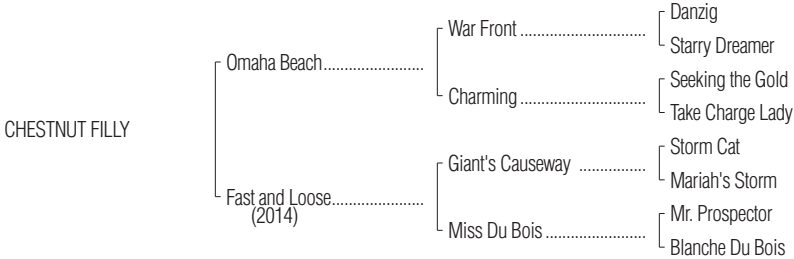 Danzig
War Front ..............................
Starry Dreamer
Omaha Beach........................
Seeking the Gold
Charming ..............................
Take Charge Lady
CHESTNUT FILLY
Storm Cat
Giant's Causeway ................
Mariah's Storm
Fast and Loose......................
(2014)
Mr. Prospector
Miss Du Bois ........................
Blanche Du Bois